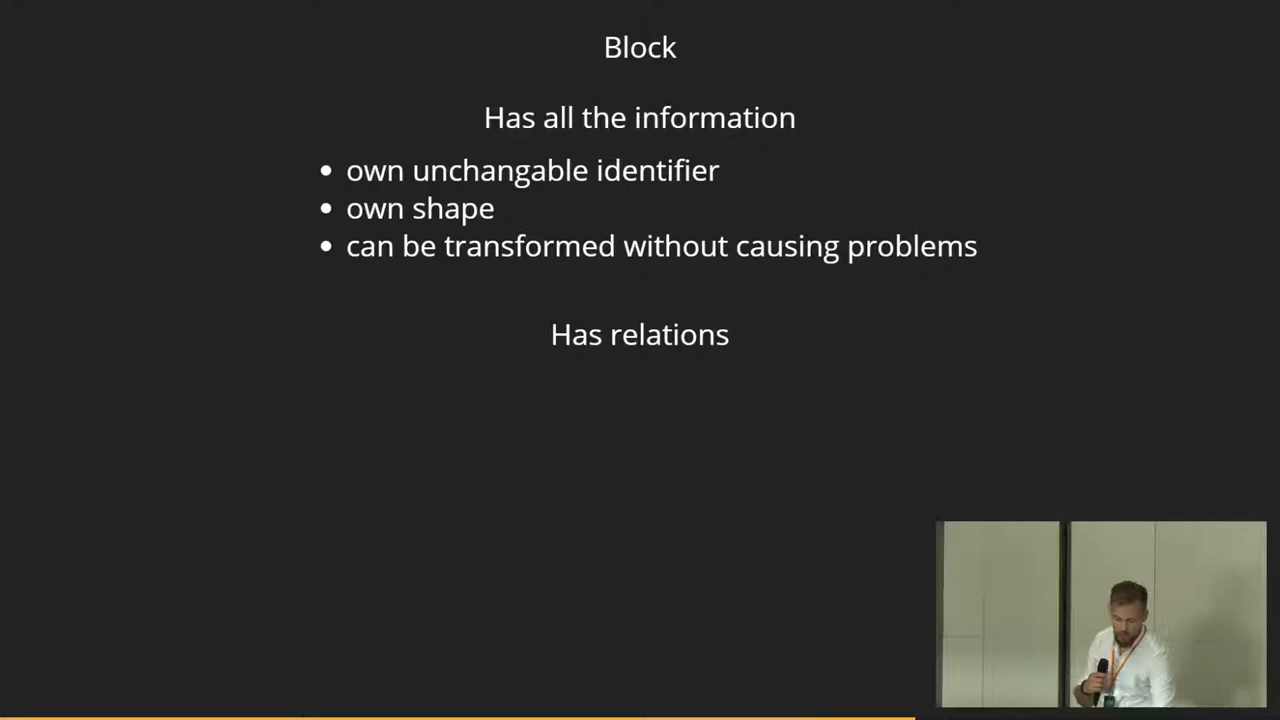 Block
Has all the information
own unchangable identifier
own shape
can be transformed without causing problems
Has relations